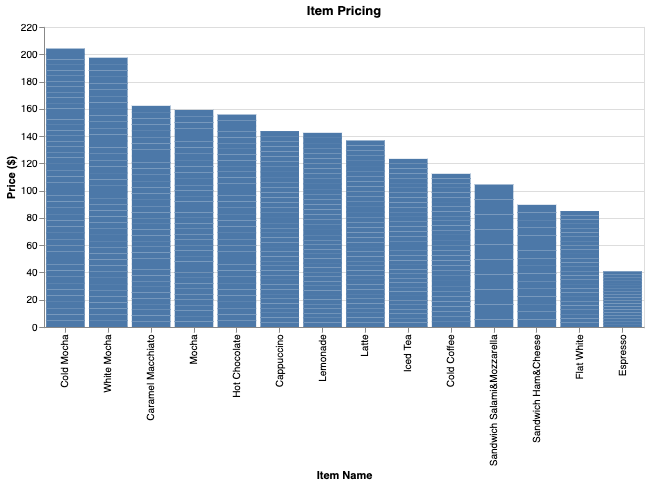 Item Pricing
Price ($)
220
200
180
160
140
120
100
80
60
40
20
0
Cold Mocha
White Mocha
Caramel Macchiato
Mocha
Hot Chocolate
Cappuccino
Lemonade
Latte
Iced Tea
Cold Coffee
Sandwich Salami&Mozzarella
Sandwich Ham&Cheese
Flat White
Espresso
Item Name